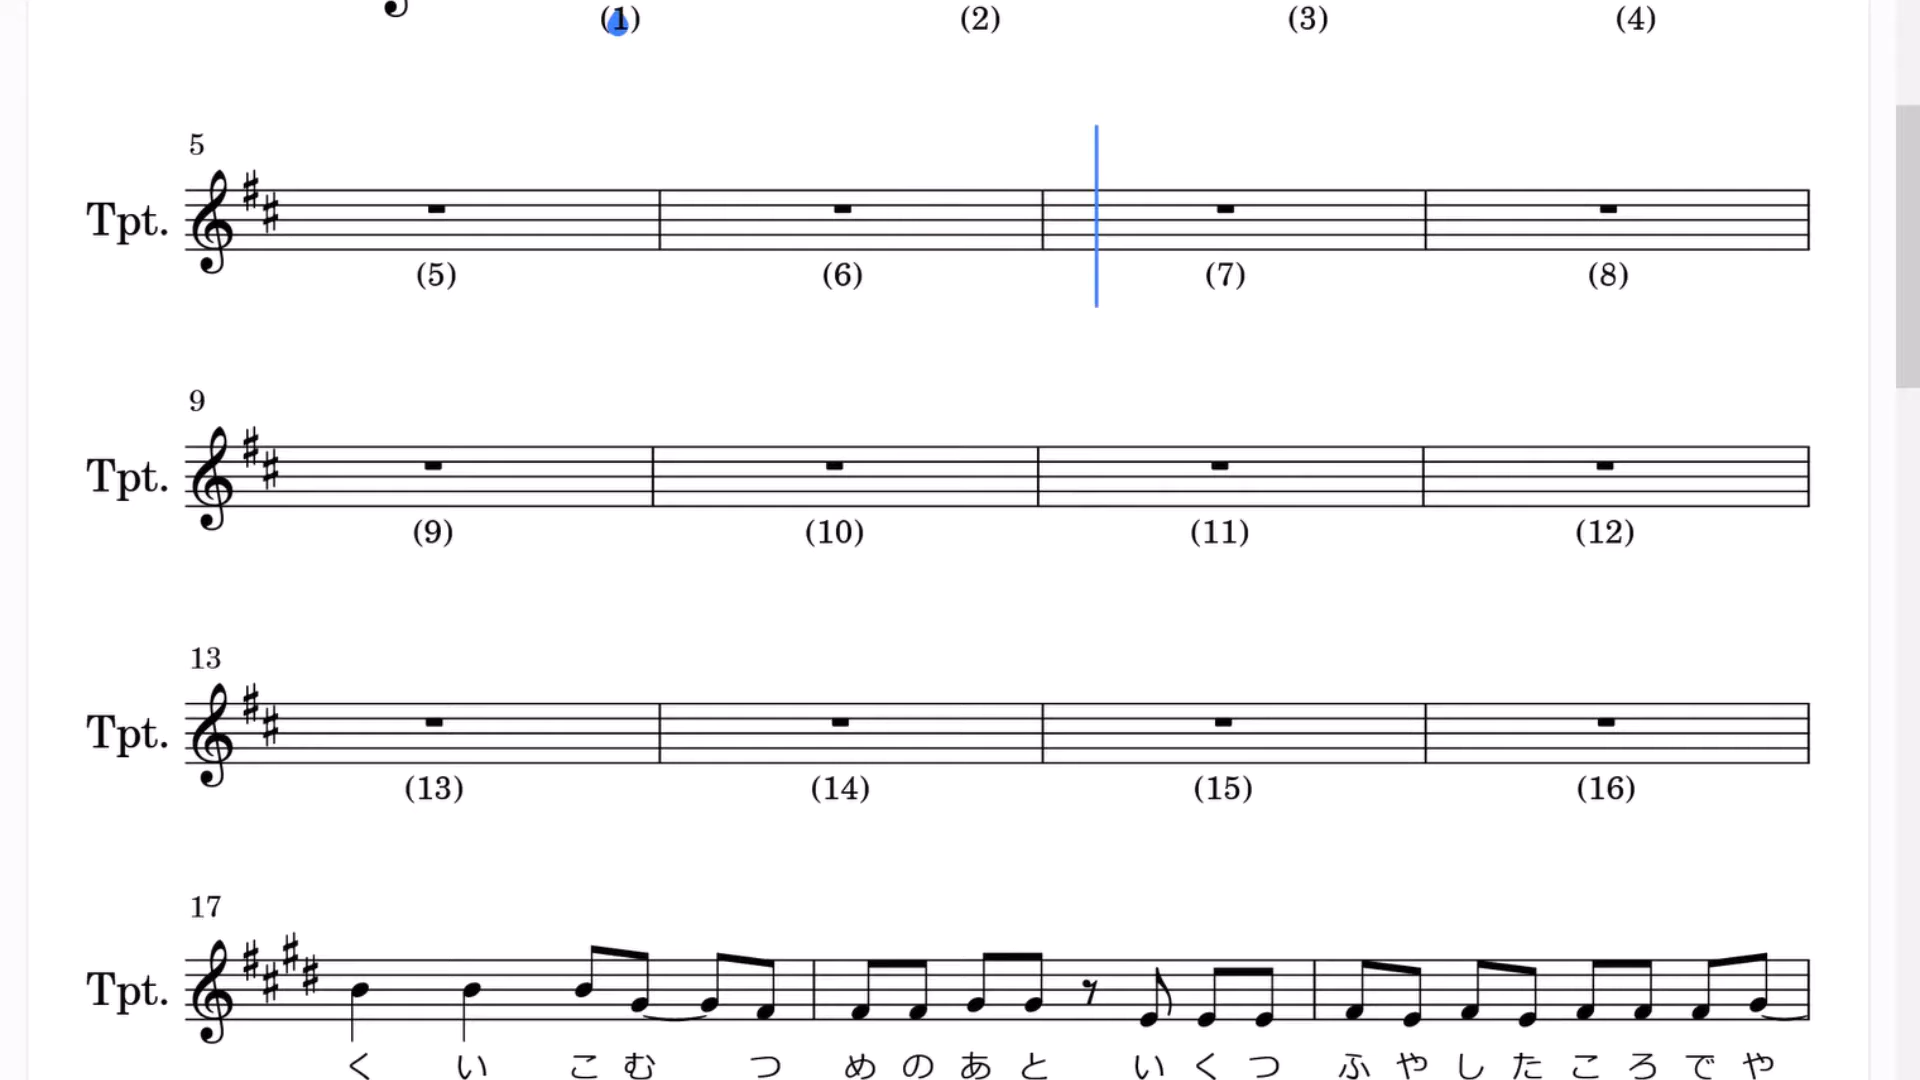 (1) (2) (3) (4)
5
Tpt.
(5) (6) (7) (8)
9
Tpt.
(9) (10) (11) (12)
13
Tpt.
(13) (14) (15) (16)
17
Tpt.
く い こ む つ め の あ と い く つ ふ や し た こ ろ で や